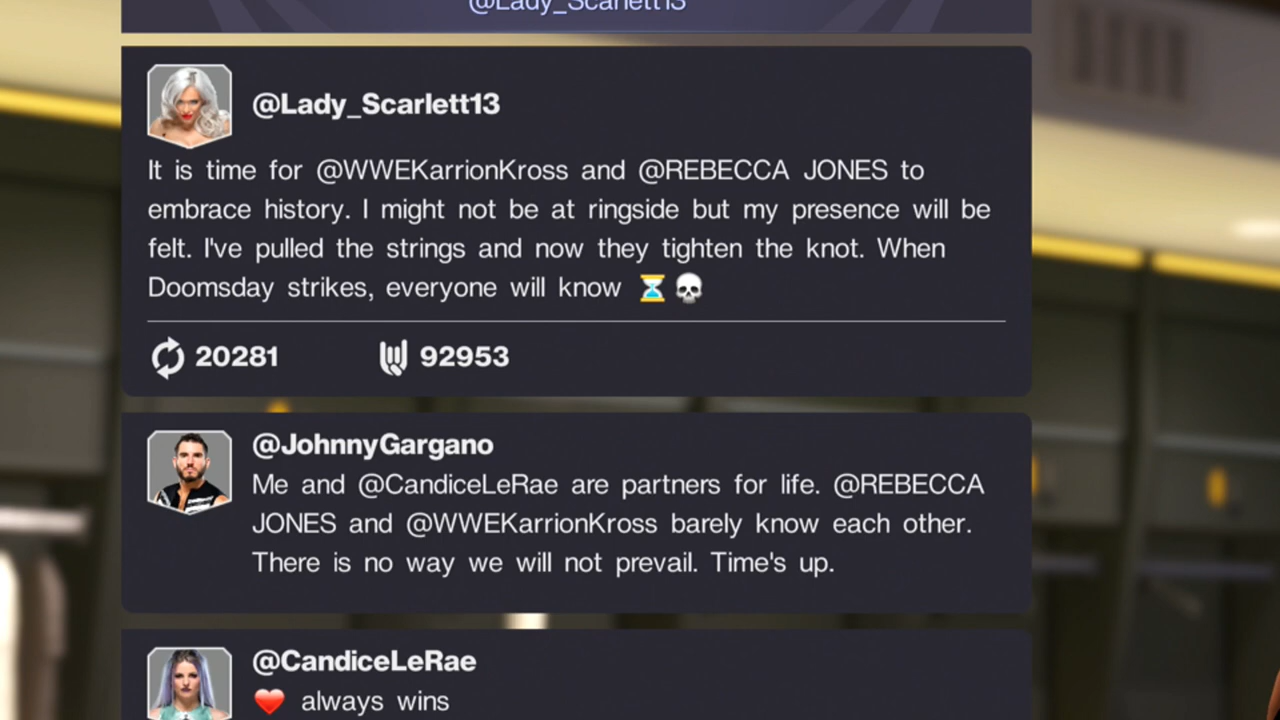 @Lady_Scarlett13
@Lady_Scarlett13
It is time for @WWEKarrionKross and @REBECCA JONES to
embrace history. I might not be at ringside but my presence will be
felt. I've pulled the strings and now they tighten the knot. When
Doomsday strikes, everyone will know ⏳💀
20281 92953
@JohnnyGargano
Me and @CandiceLeRae are partners for life. @REBECCA
JONES and @WWEKarrionKross barely know each other.
There is no way we will not prevail. Time's up.
@CandiceLeRae
❤️ always wins